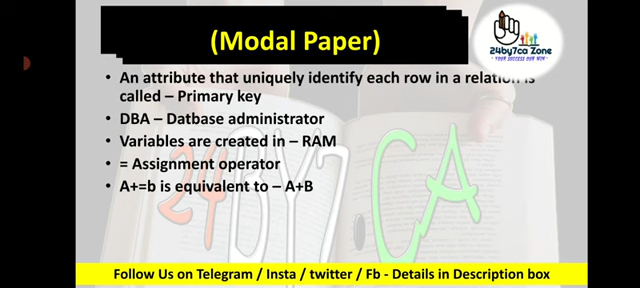 (Modal Paper)
24by7ca Zone
"YOUR SUCCESS OUR WIN"
• An attribute that uniquely identify each row in a relation is
called – Primary key
• DBA – Datbase administrator
• Variables are created in – RAM
• = Assignment operator
• A+=b is equivalent to – A+B
24BY7.CA
Follow Us on Telegram / Insta / twitter / Fb - Details in Description box